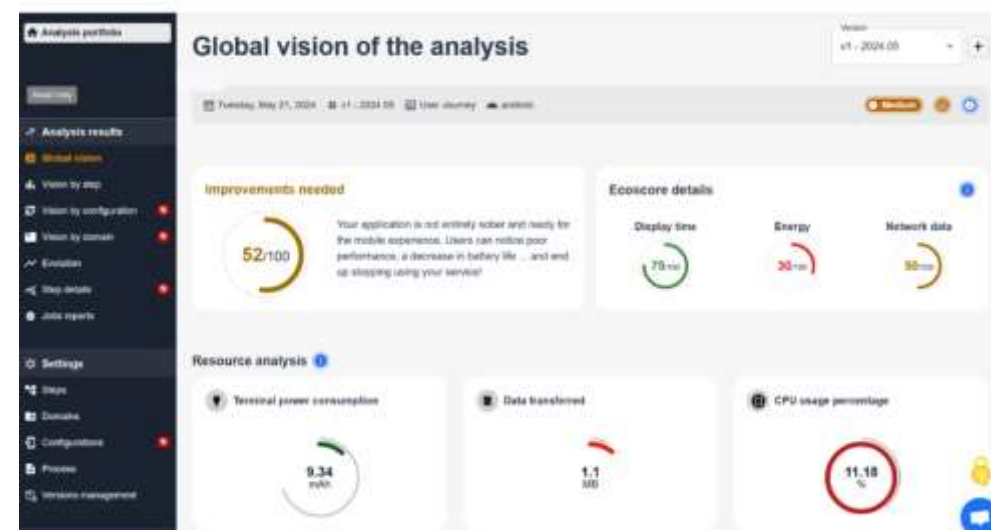 Analysis portfolio
Global vision of the analysis
Version
v1 - 2024.05
Read only
Tuesday, May 21, 2024 # v1 - 2024.05 User Journey android
Medium
Analysis results
Global vision
Vision by step
Vision by configuration
Vision by domain
Evolution
Step details
Jobs reports
Settings
Steps
Domains
Configurations
Process
Versions management
Improvements needed
52/100
Your application is not entirely sober and ready for
the mobile experience. Users can notice poor
performance, a decrease in battery life ... and end
up stopping using your service!
Ecoscore details
Display time
Energy
Network data
75/100
30/100
50/100
Resource analysis
Terminal power consumption
Data transferred
CPU usage percentage
9.34
mAh
1.1
MB
11.18
%